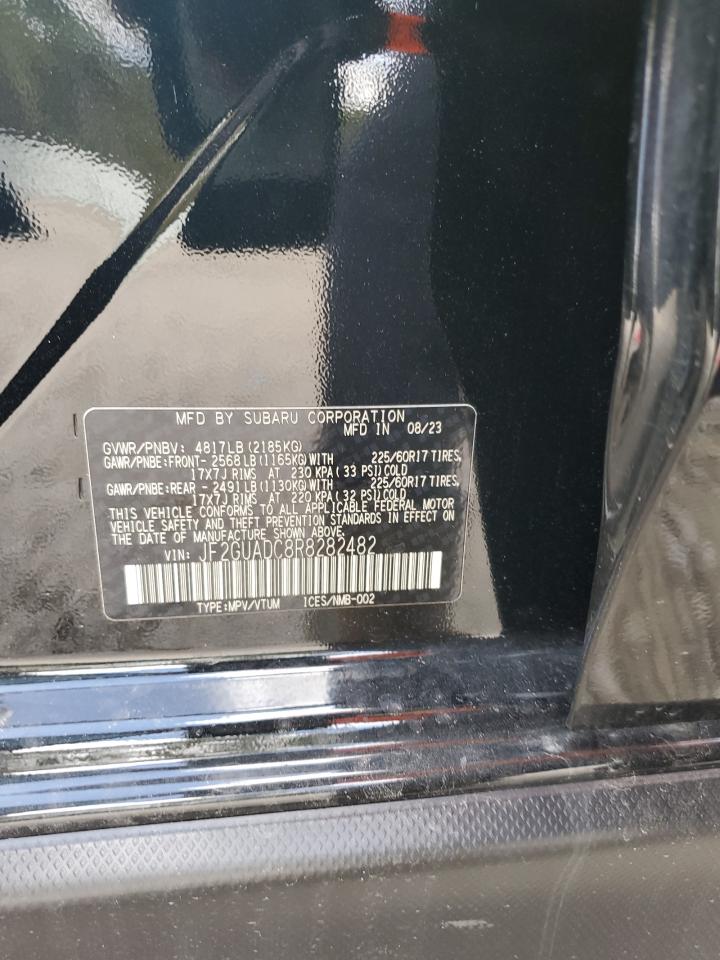 MFD BY SUBARU CORPORATION
MFD IN 08/23
GVWR/PNBV: 4817LB (2185KG)
GAWR/PNBE:FRONT- 2568LB(1165KG)WITH 225/60R17 TIRES,
17X7J RIMS AT 230 KPA( 33 PSI)COLD
GAWR/PNBE:REAR - 2491LB(1130KG)WITH 225/60R17 TIRES,
17X7J RIMS AT 220 KPA( 32 PSI)COLD
THIS VEHICLE CONFORMS TO ALL APPLICABLE FEDERAL MOTOR
VEHICLE SAFETY AND THEFT PREVENTION STANDARDS IN EFFECT ON
THE DATE OF MANUFACTURE SHOWN ABOVE.
VIN: JF2GUADC8R8282482
TYPE:MPV/VTUM ICES/NMB-002